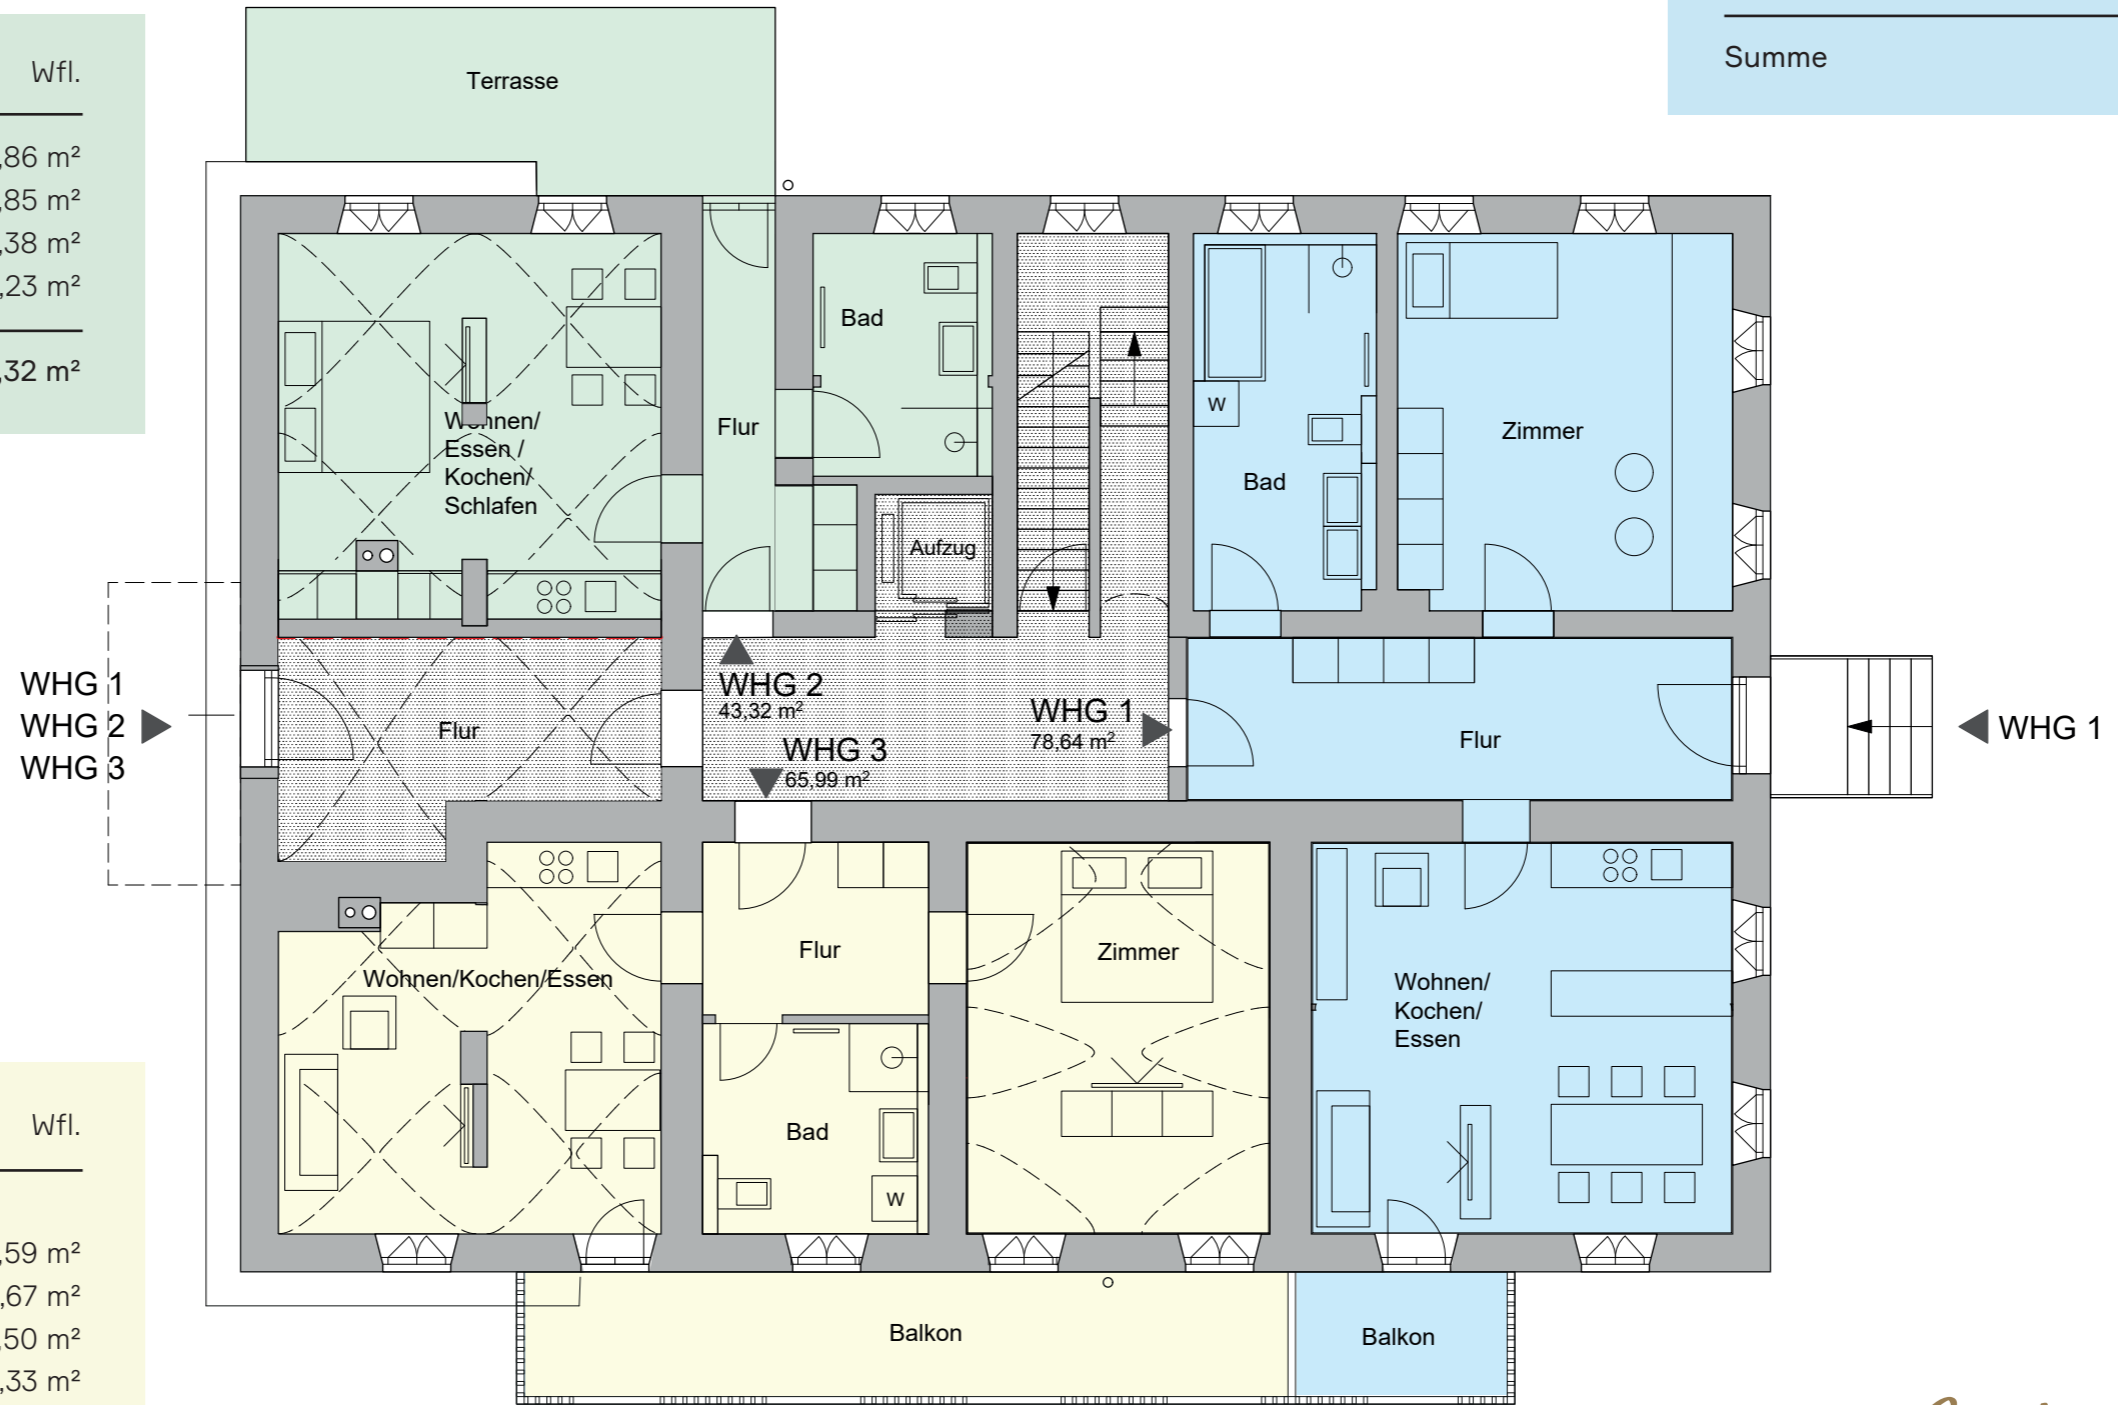 Wfl.
,86 m²
,85 m²
,38 m²
,23 m²
,32 m²
Summe
Terrasse
Bad
Flur
Wohnen/
Essen /
Kochen/
Schlafen
Aufzug
W
Bad
Zimmer
WHG 1
WHG 2
WHG 3
Flur
WHG 2
43,32 m²
WHG 3
65,99 m²
WHG 1
78,64 m²
Flur
WHG 1
Wohnen/Kochen/Essen
Flur
Zimmer
Wohnen/
Kochen/
Essen
Bad
W
Wfl.
,59 m²
,67 m²
,50 m²
,33 m²
Balkon
Balkon